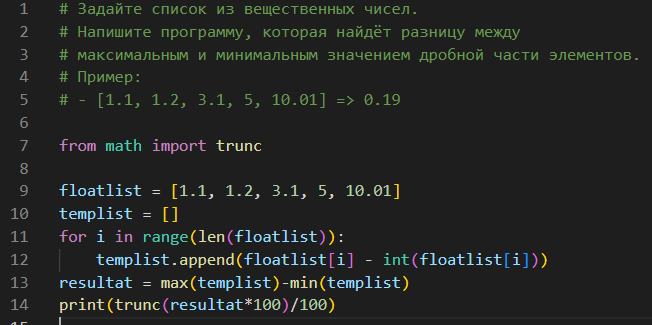 1 # Задайте список из вещественных чисел.
2 # Напишите программу, которая найдёт разницу между
3 # максимальным и минимальным значением дробной части элементов.
4 # Пример:
5 # - [1.1, 1.2, 3.1, 5, 10.01] => 0.19
6
7 from math import trunc
8
9 floatlist = [1.1, 1.2, 3.1, 5, 10.01]
10 templist = []
11 for i in range(len(floatlist)):
12     templist.append(floatlist[i] - int(floatlist[i]))
13 resultat = max(templist)-min(templist)
14 print(trunc(resultat*100)/100)
15